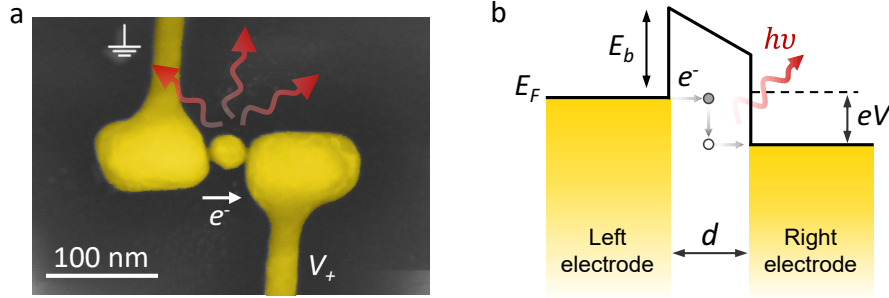 a
e⁻
100 nm
V₊
b
E_b
hν
e⁻
E_F
eV
Left
electrode
d
Right
electrode